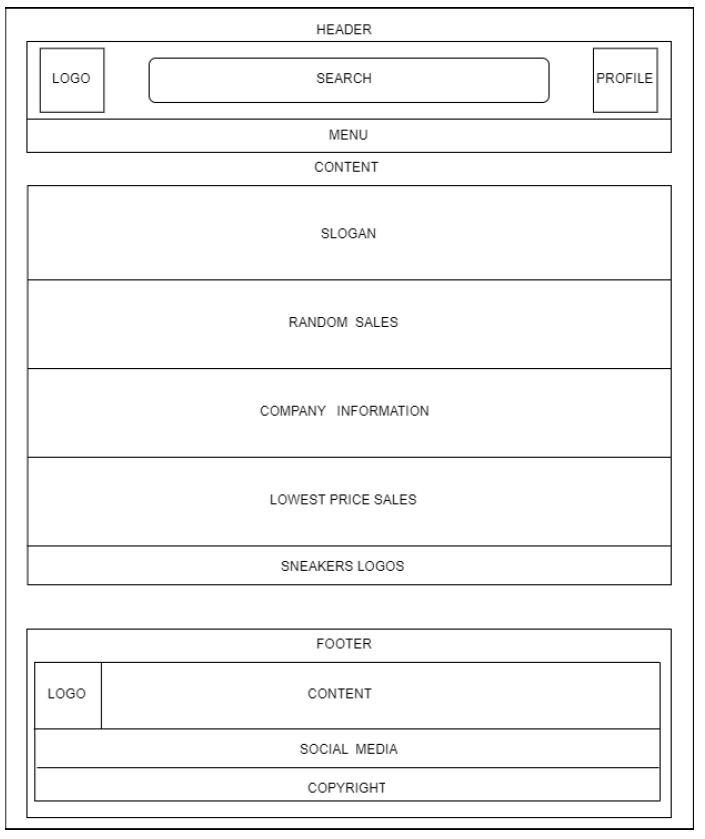 HEADER
LOGO
SEARCH
PROFILE
MENU
CONTENT
SLOGAN
RANDOM SALES
COMPANY INFORMATION
LOWEST PRICE SALES
SNEAKERS LOGOS
FOOTER
LOGO
CONTENT
SOCIAL MEDIA
COPYRIGHT